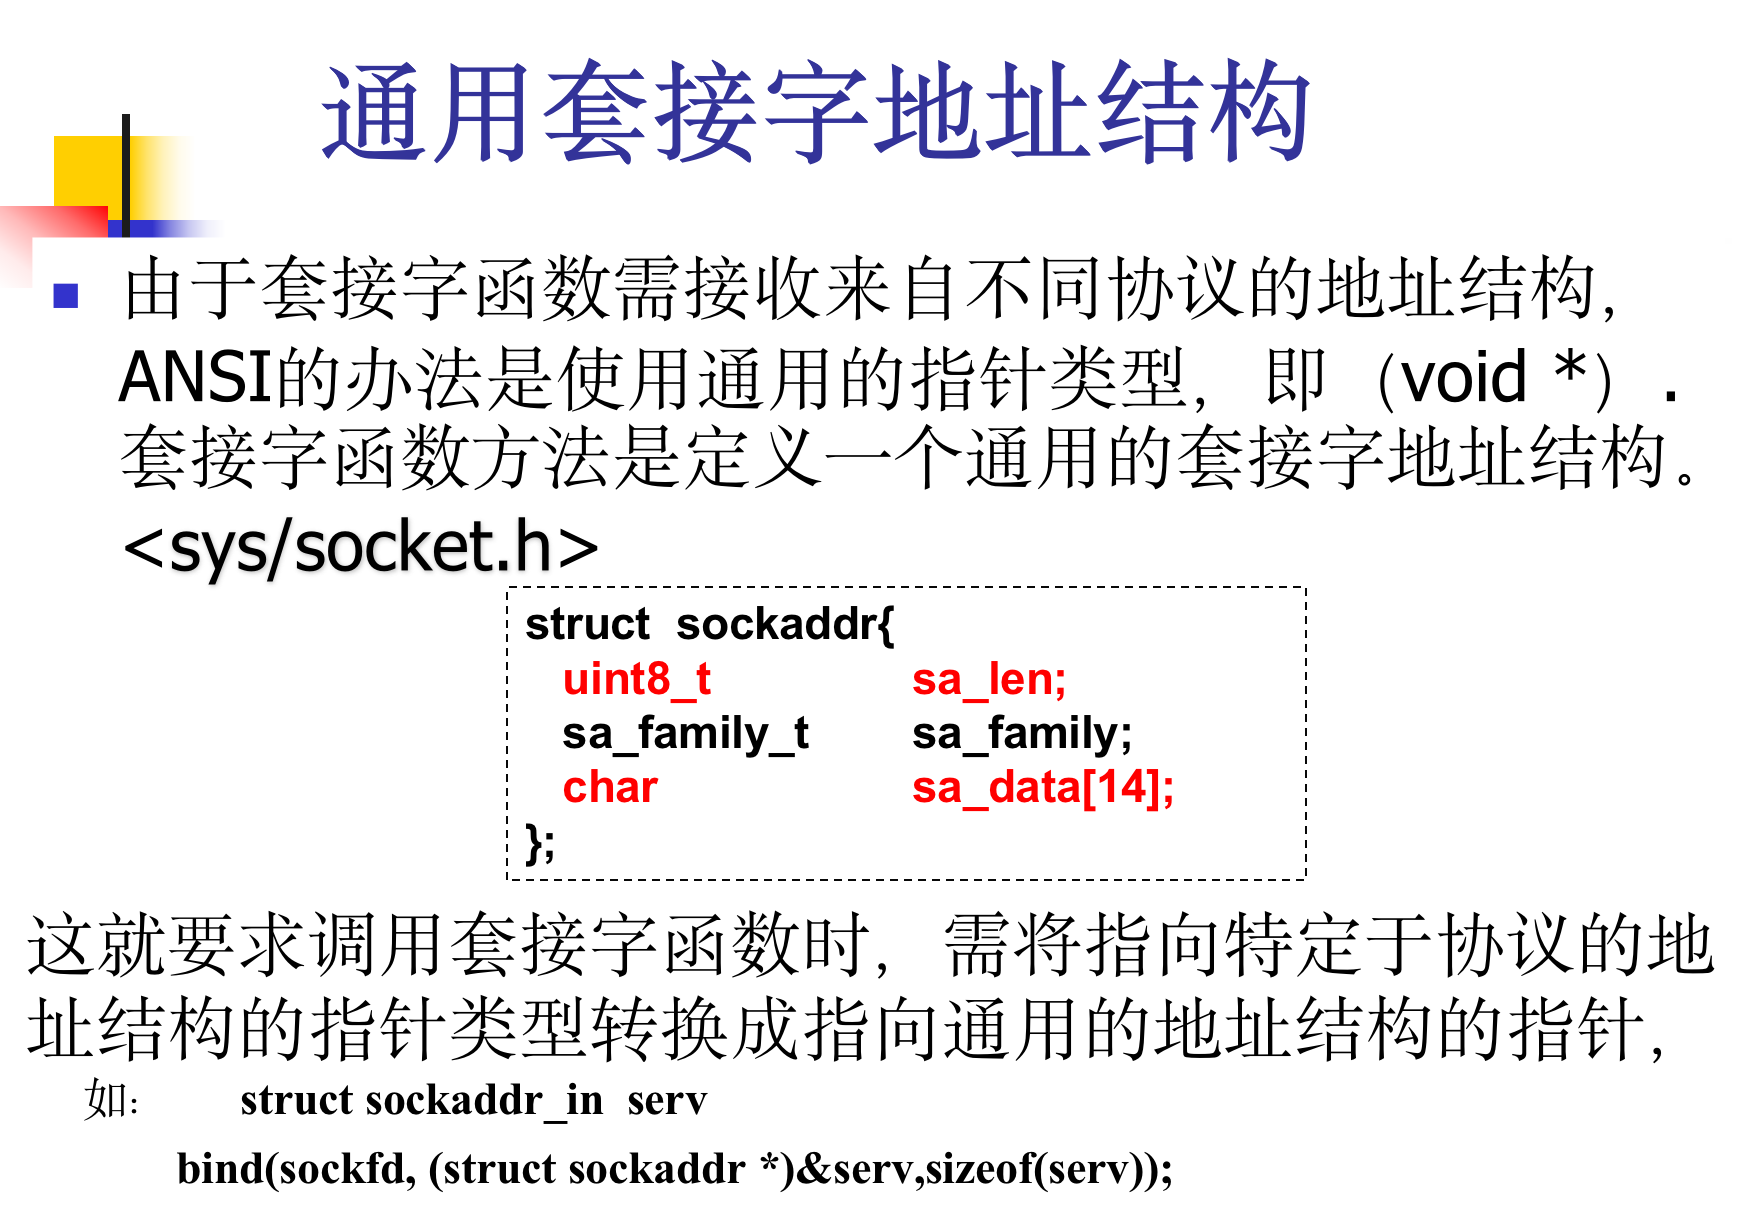 通用套接字地址结构
由于套接字函数需接收来自不同协议的地址结构，
ANSI的办法是使用通用的指针类型，即（void *）.
套接字函数方法是定义一个通用的套接字地址结构。
<sys/socket.h>
struct sockaddr{
uint8_t sa_len;
sa_family_t sa_family;
char sa_data[14];
};
这就要求调用套接字函数时，需将指向特定于协议的地
址结构的指针类型转换成指向通用的地址结构的指针，
如： struct sockaddr_in serv
bind(sockfd, (struct sockaddr *)&serv,sizeof(serv));